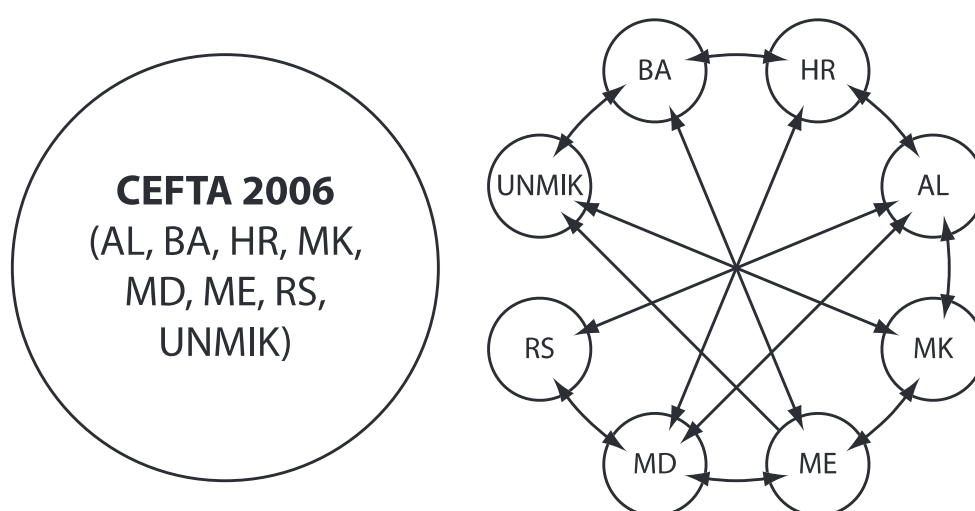 CEFTA 2006
(AL, BA, HR, MK,
MD, ME, RS,
UNMIK)
BA
HR
UNMIK
AL
RS
MK
MD
ME